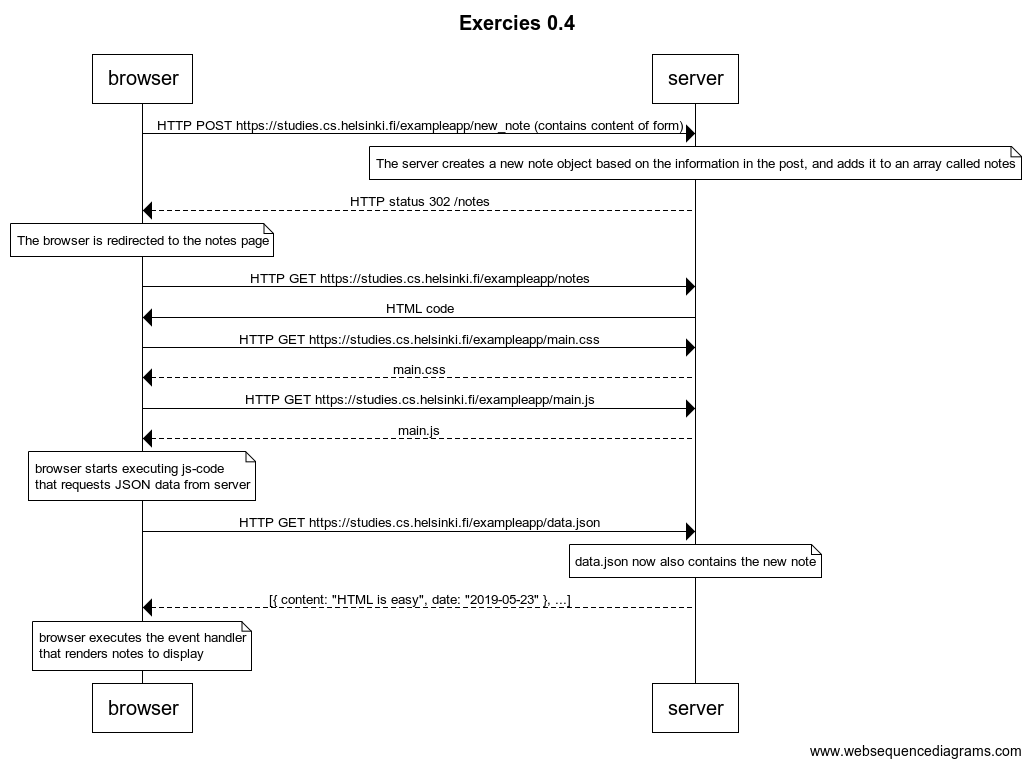 Exercies 0.4
browser
server
HTTP POST https://studies.cs.helsinki.fi/exampleapp/new_note (contains content of form)
The server creates a new note object based on the information in the post, and adds it to an array called notes
HTTP status 302 /notes
The browser is redirected to the notes page
HTTP GET https://studies.cs.helsinki.fi/exampleapp/notes
HTML code
HTTP GET https://studies.cs.helsinki.fi/exampleapp/main.css
main.css
HTTP GET https://studies.cs.helsinki.fi/exampleapp/main.js
main.js
browser starts executing js-code
that requests JSON data from server
HTTP GET https://studies.cs.helsinki.fi/exampleapp/data.json
data.json now also contains the new note
[{ content: "HTML is easy", date: "2019-05-23" }, ...]
browser executes the event handler
that renders notes to display
browser
server
www.websequencediagrams.com